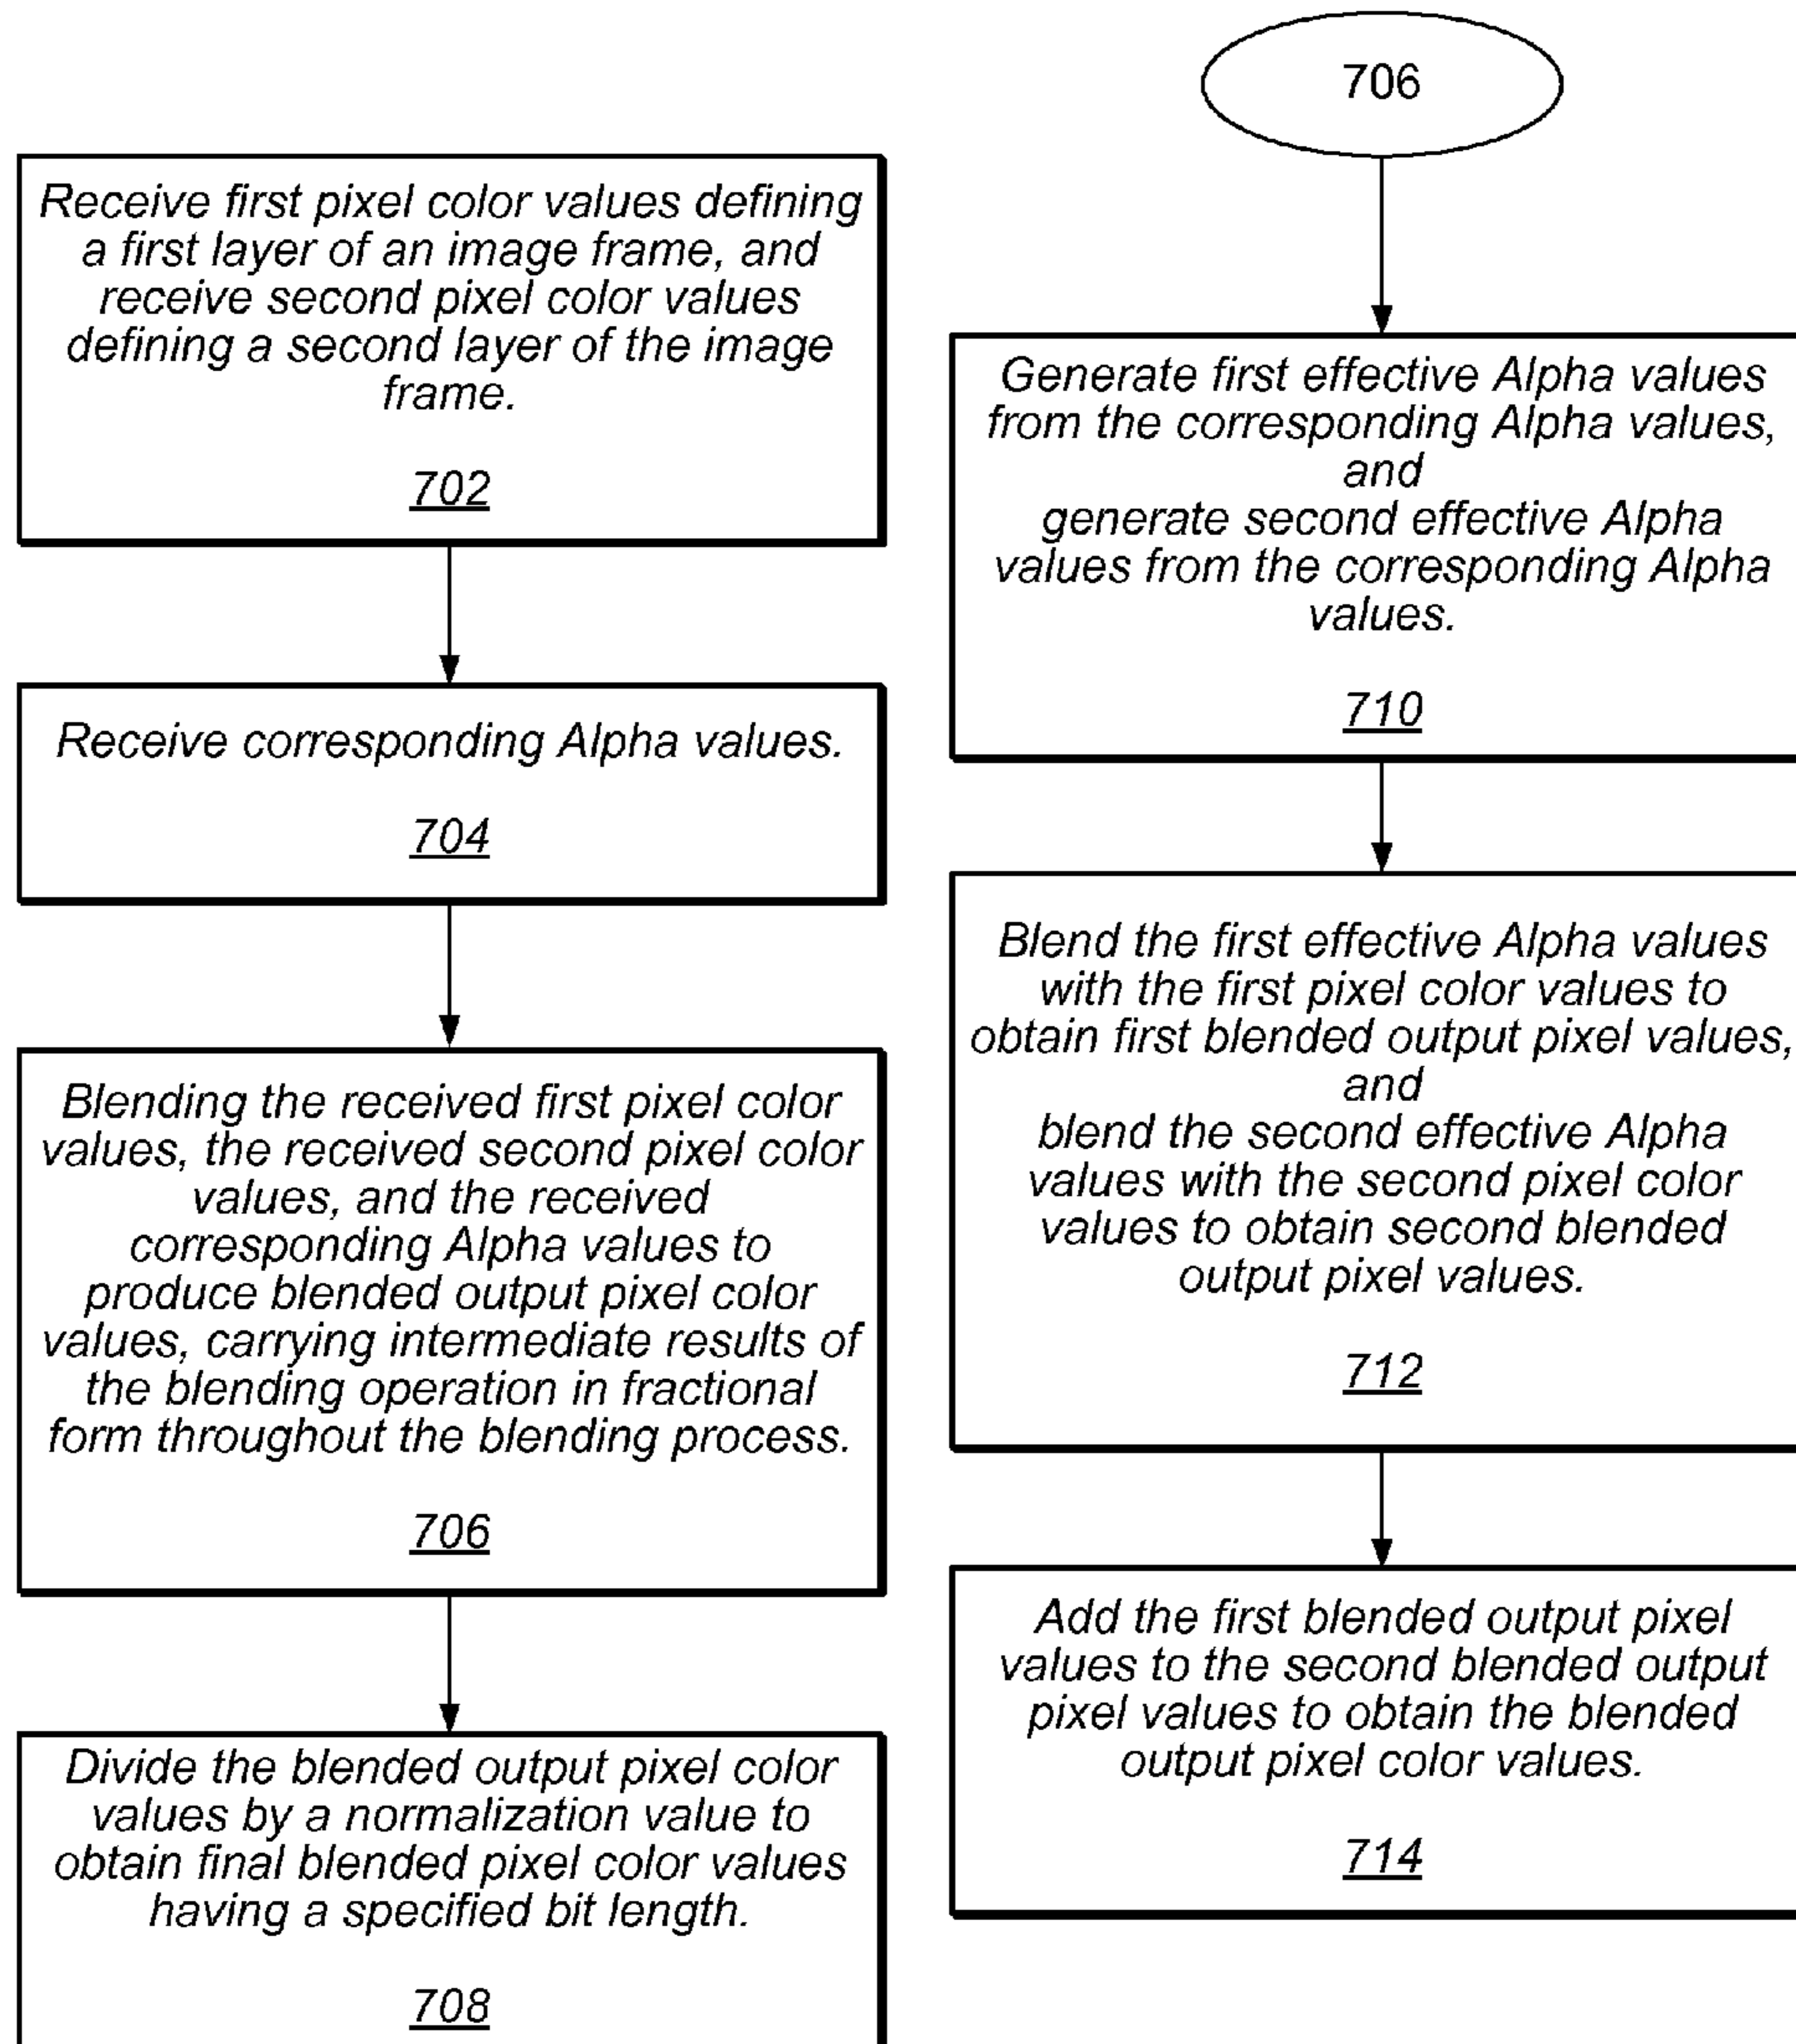 Receive first pixel color values defining
a first layer of an image frame, and
receive second pixel color values
defining a second layer of the image
frame.
702
Receive corresponding Alpha values.
704
Blending the received first pixel color
values, the received second pixel color
values, and the received
corresponding Alpha values to
produce blended output pixel color
values, carrying intermediate results of
the blending operation in fractional
form throughout the blending process.
706
Divide the blended output pixel color
values by a normalization value to
obtain final blended pixel color values
having a specified bit length.
708
706
Generate first effective Alpha values
from the corresponding Alpha values,
and
generate second effective Alpha
values from the corresponding Alpha
values.
710
Blend the first effective Alpha values
with the first pixel color values to
obtain first blended output pixel values,
and
blend the second effective Alpha
values with the second pixel color
values to obtain second blended
output pixel values.
712
Add the first blended output pixel
values to the second blended output
pixel values to obtain the blended
output pixel color values.
714